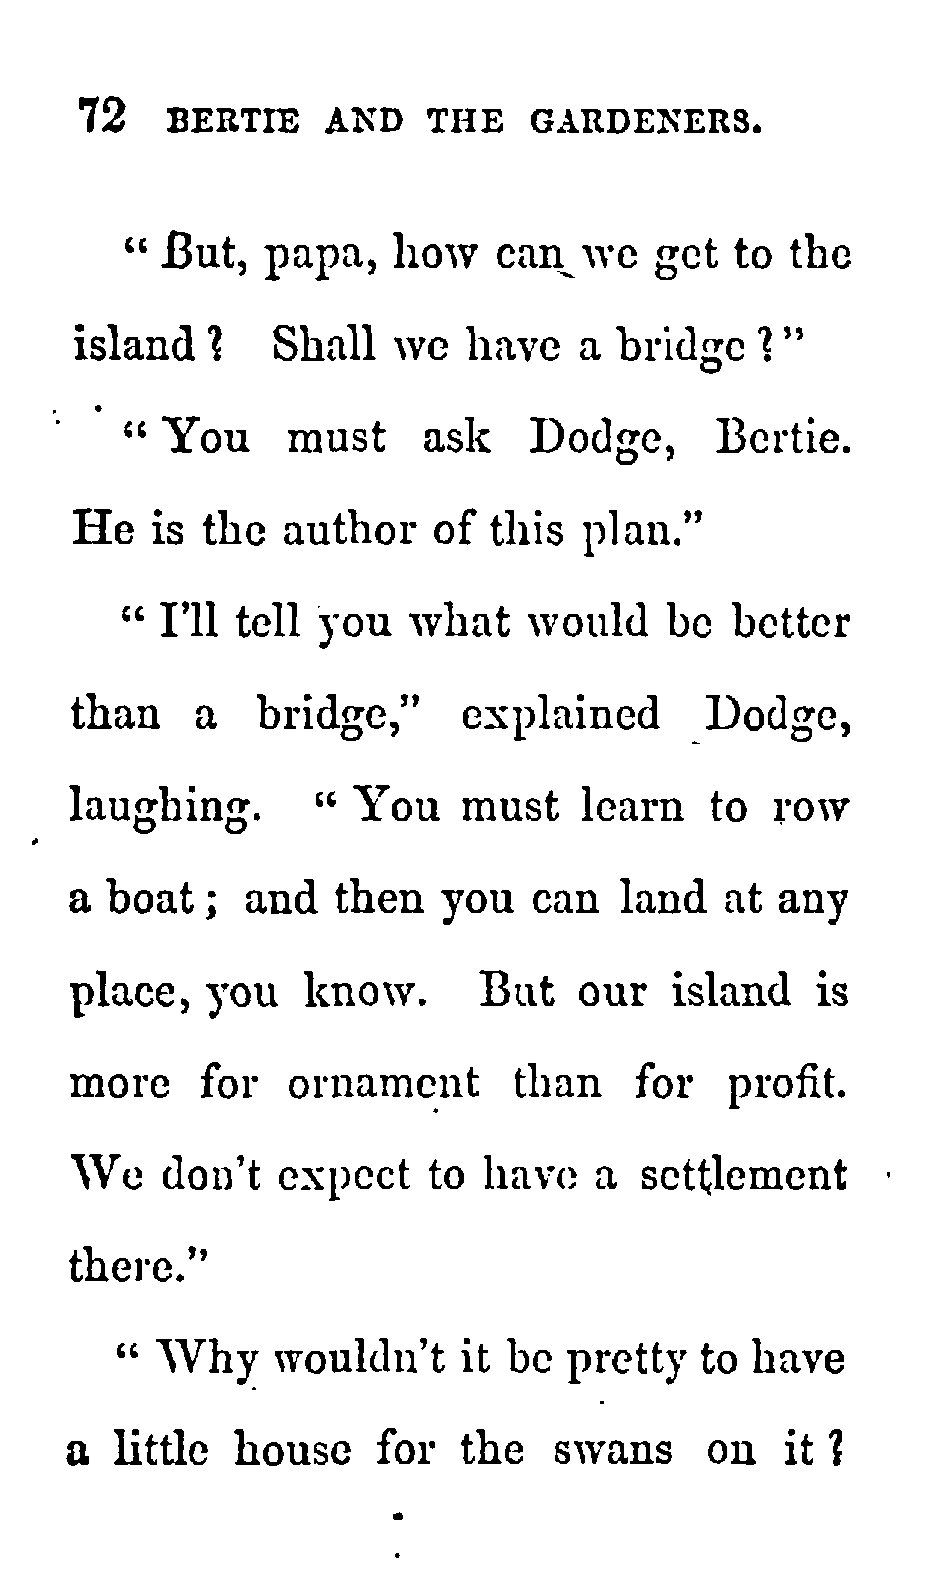 72 BERTIE AND THE GARDENERS.
“ But, papa, how can we get to the
island ? Shall we have a bridge ? ”
“ You must ask Dodge, Bertie.
He is the author of this plan.”
“ I’ll tell you what would be better
than a bridge,” explained Dodge,
laughing. “ You must learn to row
a boat ; and then you can land at any
place, you know. But our island is
more for ornament than for profit.
We don’t expect to have a settlement
there.”
“ Why wouldn’t it be pretty to have
a little house for the swans on it ?